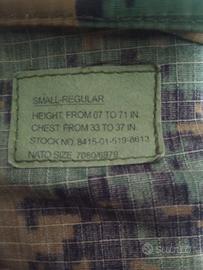 SMALL-REGULAR
HEIGHT: FROM 67 TO 71 IN.
CHEST: FROM 33 TO 37 IN.
STOCK NO. 8415-01-519-8613
NATO SIZE: 7080/8979
subito